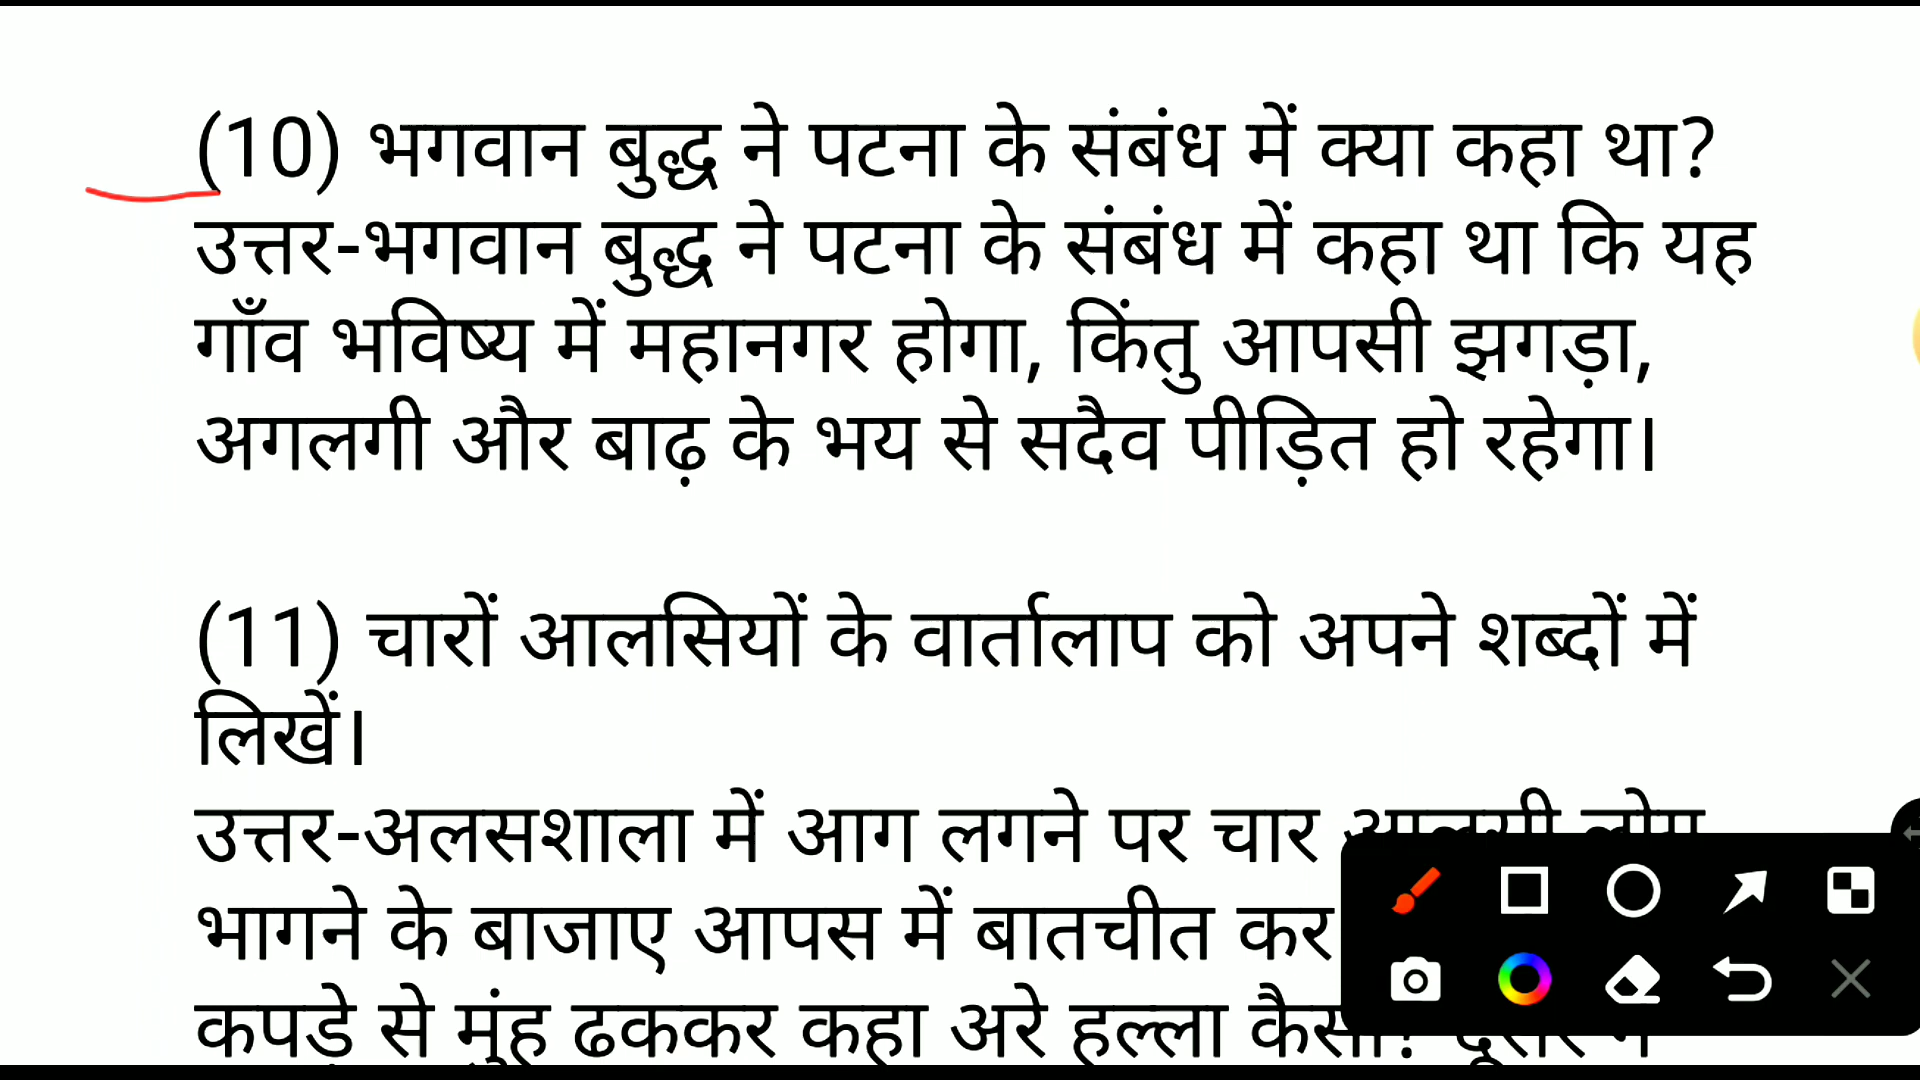 (10) भगवान बुद्ध ने पटना के संबंध में क्या कहा था?
उत्तर-भगवान बुद्ध ने पटना के संबंध में कहा था कि यह
गाँव भविष्य में महानगर होगा, किंतु आपसी झगड़ा,
अगलगी और बाढ़ के भय से सदैव पीड़ित हो रहेगा।
(11) चारों आलसियों के वार्तालाप को अपने शब्दों में
लिखें।
उत्तर-अलसशाला में आग लगने पर चार आलसी लोग
भागने के बाजाए आपस में बातचीत कर
कपड़े से मुंह ढककर कहा अरे हल्ला कैसा? दूसरे ने